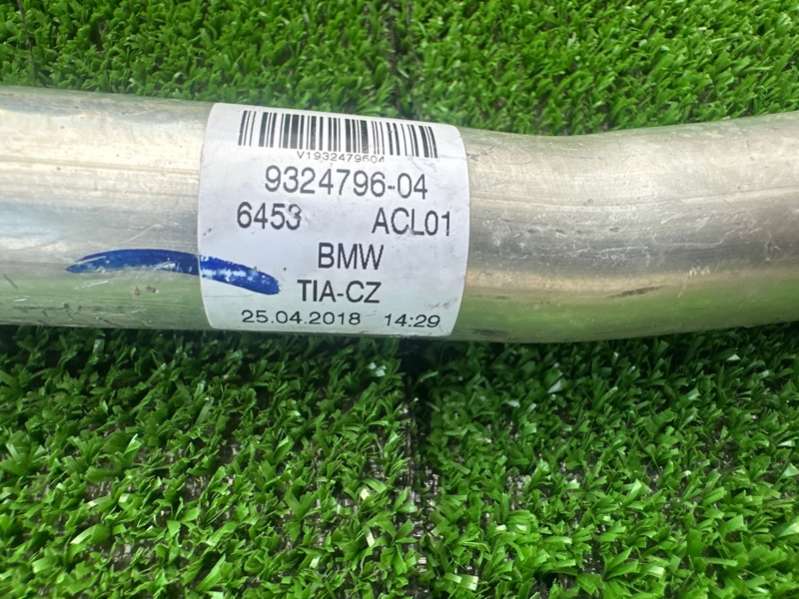 V1932479604
9324796-04
6453 ACL01
BMW
TIA-CZ
25.04.2018 14:29